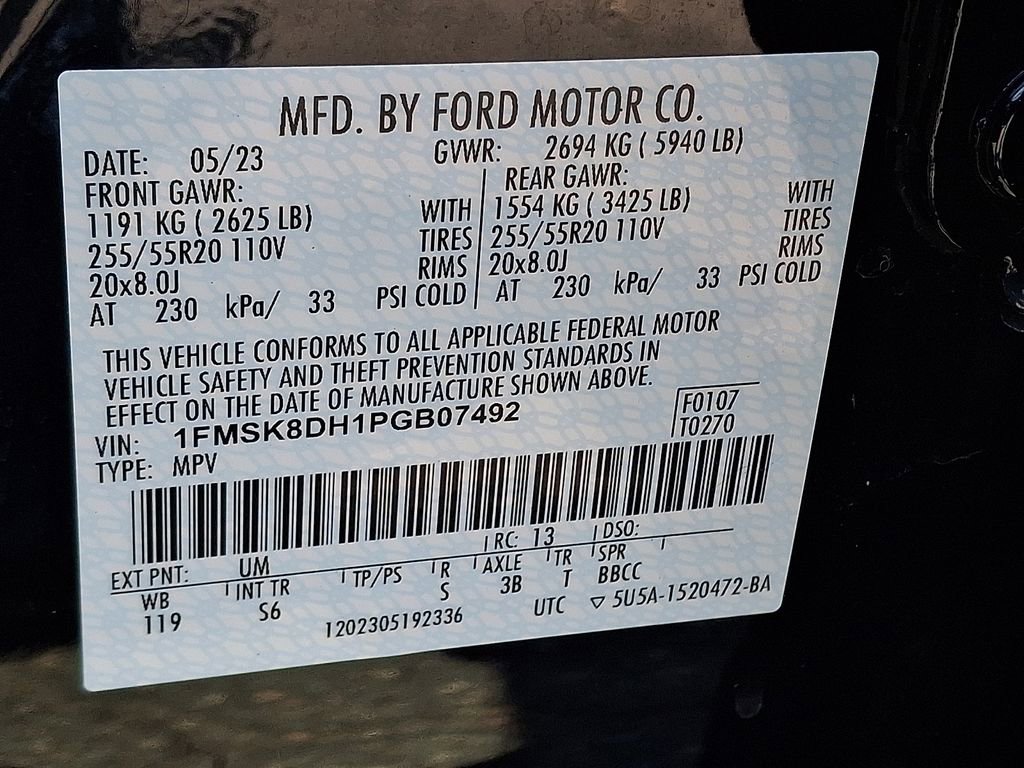 MFD. BY FORD MOTOR CO.
DATE: 05/23 GVWR: 2694 KG ( 5940 LB)
FRONT GAWR: REAR GAWR:
1191 KG ( 2625 LB) WITH 1554 KG ( 3425 LB) WITH
255/55R20 110V TIRES 255/55R20 110V TIRES
20x8.0J RIMS 20x8.0J RIMS
AT 230 kPa/ 33 PSI COLD AT 230 kPa/ 33 PSI COLD
THIS VEHICLE CONFORMS TO ALL APPLICABLE FEDERAL MOTOR
VEHICLE SAFETY AND THEFT PREVENTION STANDARDS IN
EFFECT ON THE DATE OF MANUFACTURE SHOWN ABOVE.
VIN: 1FMSK8DH1PGB07492 F0107
TYPE: MPV T0270
EXT PNT: UM RC: 13 DSO:
WB INT TR TP/PS R AXLE TR SPR
119 S6 S 3B T BBCC
1202305192336 UTC ▽ 5U5A-1520472-BA